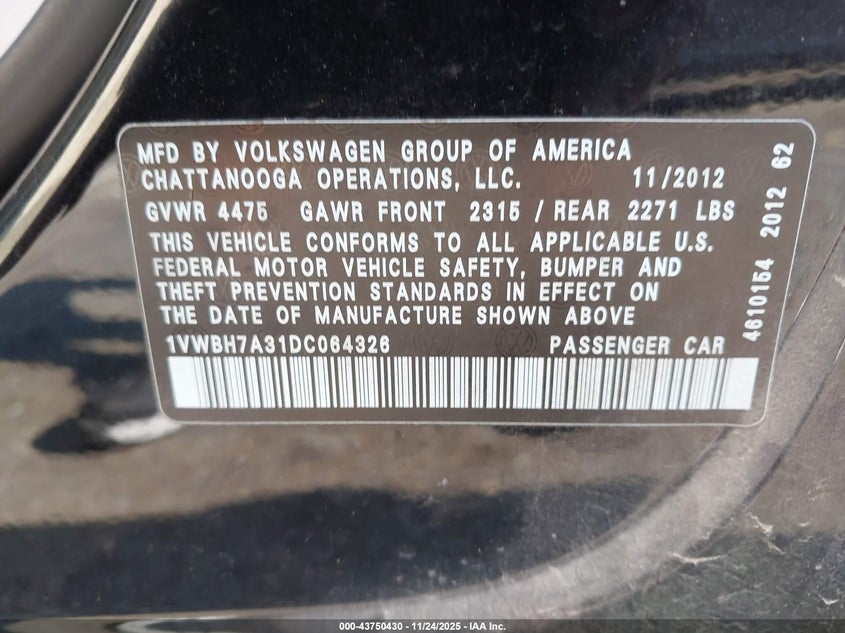 MFD BY VOLKSWAGEN GROUP OF AMERICA
CHATTANOOGA OPERATIONS, LLC. 11/2012
GVWR 4475 GAWR FRONT 2315 / REAR 2271 LBS
THIS VEHICLE CONFORMS TO ALL APPLICABLE U.S.
FEDERAL MOTOR VEHICLE SAFETY, BUMPER AND
THEFT PREVENTION STANDARDS IN EFFECT ON
THE DATE OF MANUFACTURE SHOWN ABOVE
1VWBH7A31DC064326 PASSENGER CAR
4610154 2012 62
000-43750430 - 11/24/2025 - IAA Inc.